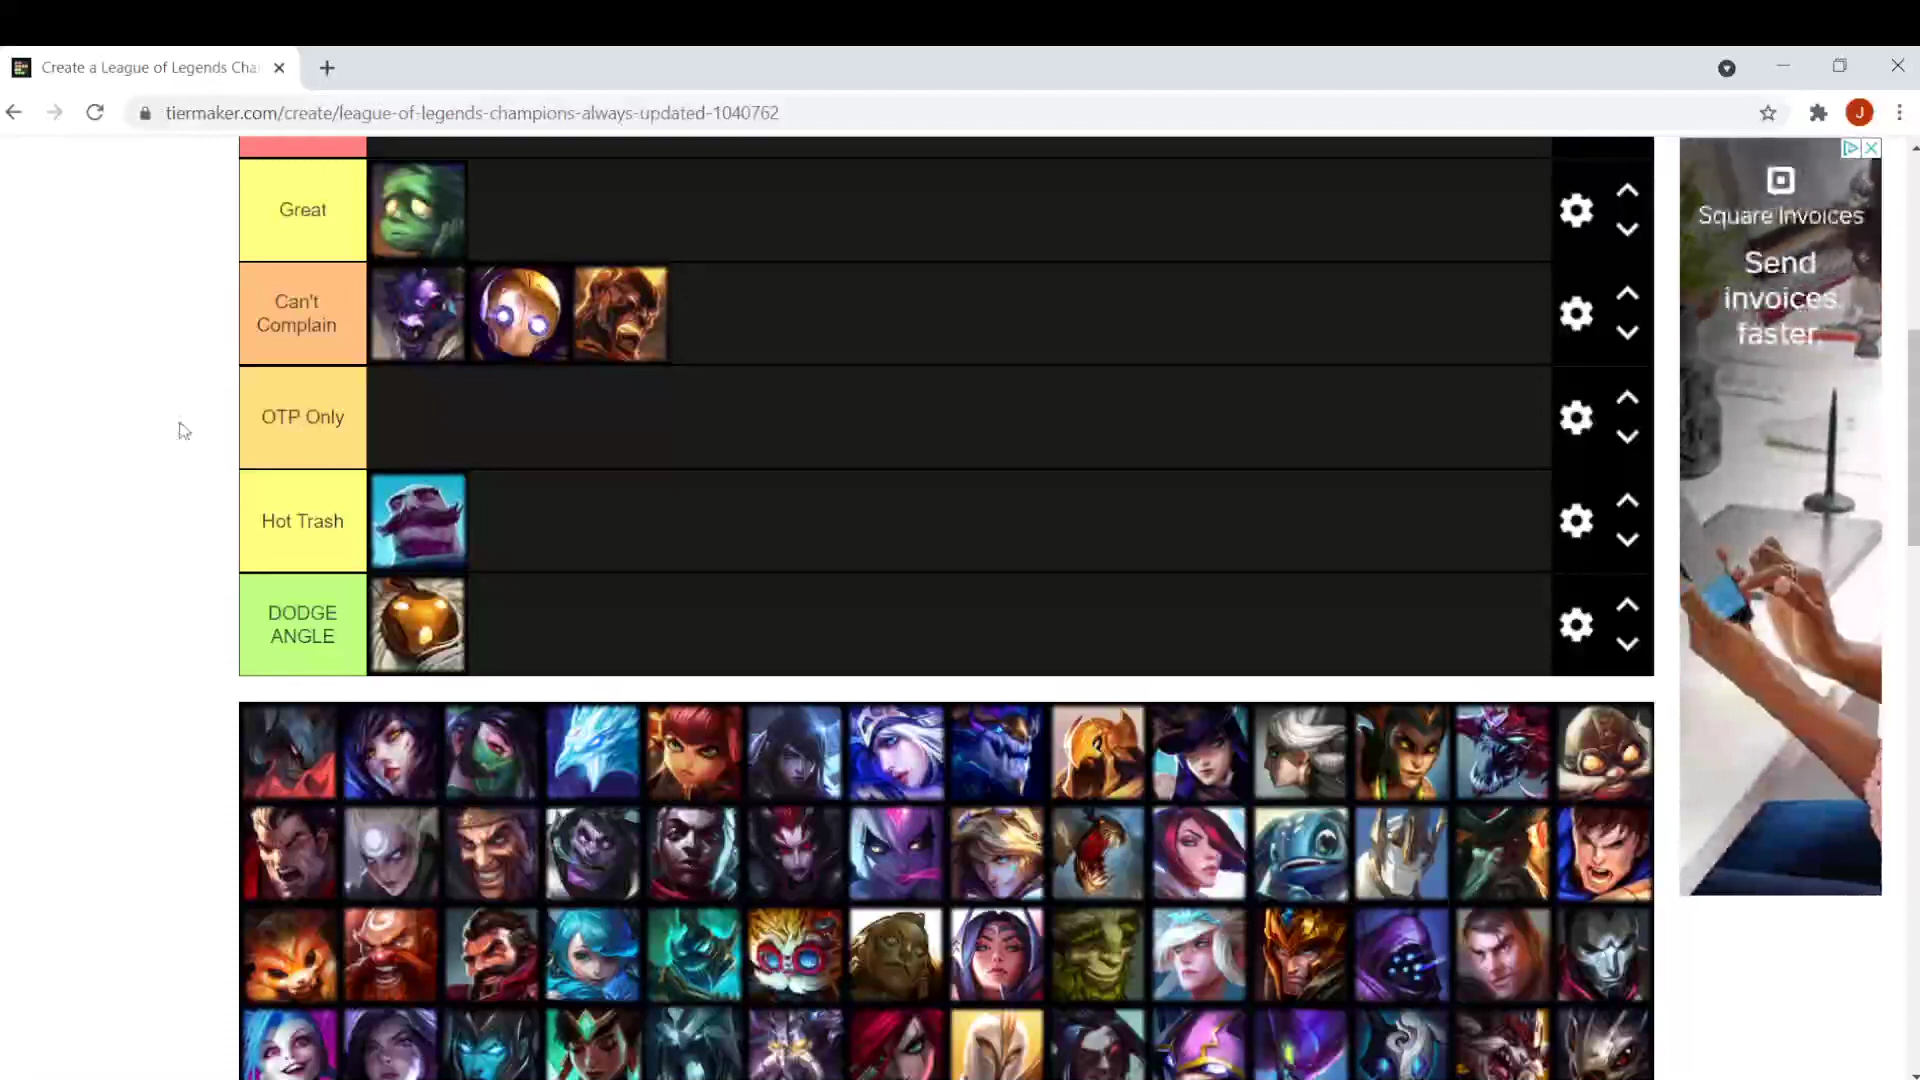 Create a League of Legends Cha
tiermaker.com/create/league-of-legends-champions-always-updated-1040762
J
Great
Can't
Complain
OTP Only
Hot Trash
DODGE
ANGLE
Square Invoices
Send
invoices
faster.